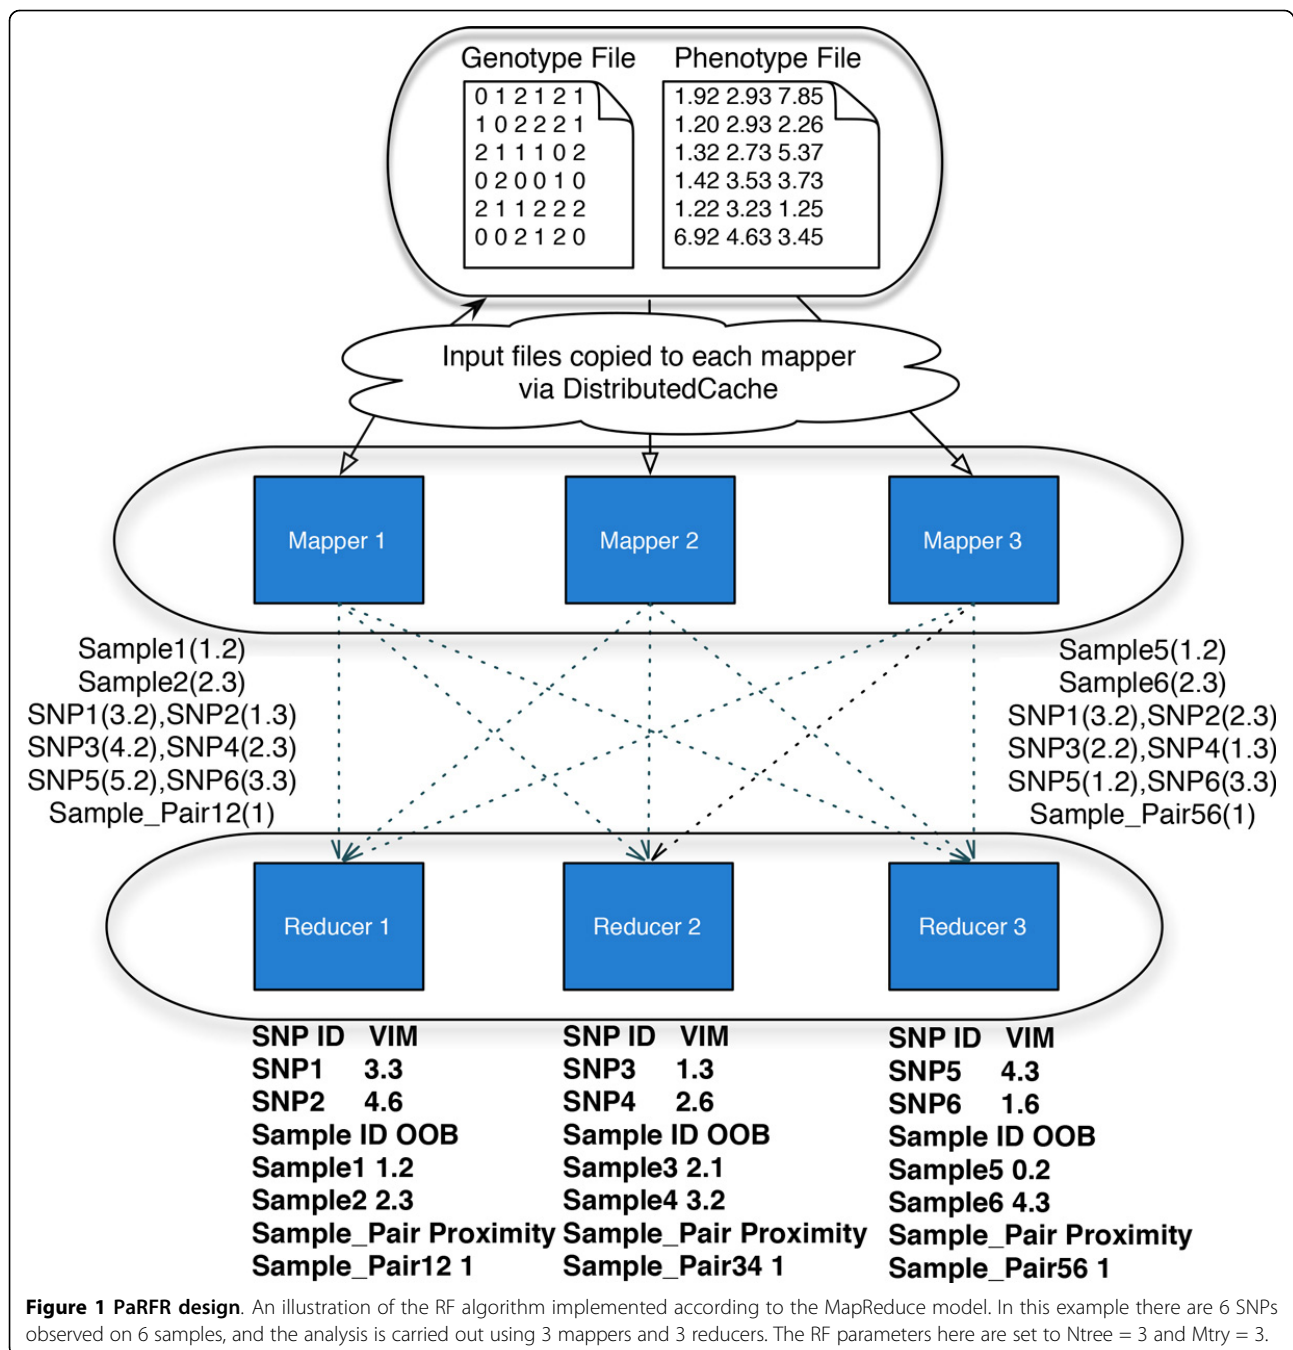 Genotype File
0 1 2 1 2 1
1 0 2 2 2 1
2 1 1 1 0 2
0 2 0 0 1 0
2 1 1 2 2 2
0 0 2 1 2 0
Phenotype File
1.92 2.93 7.85
1.20 2.93 2.26
1.32 2.73 5.37
1.42 3.53 3.73
1.22 3.23 1.25
6.92 4.63 3.45
Input files copied to each mapper
via DistributedCache
Mapper 1
Mapper 2
Mapper 3
Sample1(1.2)
Sample2(2.3)
SNP1(3.2),SNP2(1.3)
SNP3(4.2),SNP4(2.3)
SNP5(5.2),SNP6(3.3)
Sample_Pair12(1)
Sample5(1.2)
Sample6(2.3)
SNP1(3.2),SNP2(2.3)
SNP3(2.2),SNP4(1.3)
SNP5(1.2),SNP6(3.3)
Sample_Pair56(1)
Reducer 1
Reducer 2
Reducer 3
SNP ID VIM
SNP1 3.3
SNP2 4.6
Sample ID OOB
Sample1 1.2
Sample2 2.3
Sample_Pair Proximity
Sample_Pair12 1
SNP ID VIM
SNP3 1.3
SNP4 2.6
Sample ID OOB
Sample3 2.1
Sample4 3.2
Sample_Pair Proximity
Sample_Pair34 1
SNP ID VIM
SNP5 4.3
SNP6 1.6
Sample ID OOB
Sample5 0.2
Sample6 4.3
Sample_Pair Proximity
Sample_Pair56 1
Figure 1 PaRFR design. An illustration of the RF algorithm implemented according to the MapReduce model. In this example there are 6 SNPs
observed on 6 samples, and the analysis is carried out using 3 mappers and 3 reducers. The RF parameters here are set to Ntree = 3 and Mtry = 3.